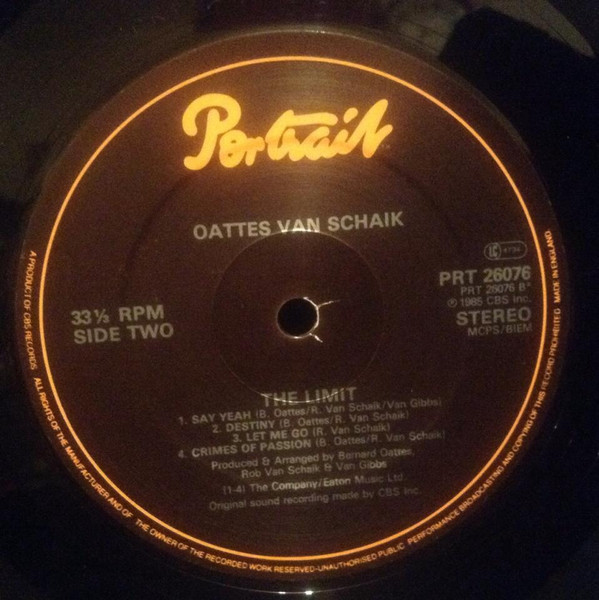 Portrait
OATTES VAN SCHAIK
LC 4736
PRT 26076
PRT 26076 B*
℗ 1985 CBS Inc.
STEREO
MCPS/BIEM
33⅓ RPM
SIDE TWO
THE LIMIT
1. SAY YEAH (B. Oattes/R. Van Schaik/Van Gibbs)
2. DESTINY (B. Oattes/R. Van Schaik)
3. LET ME GO (R. Van Schaik)
4. CRIMES OF PASSION (B. Oattes/R. Van Schaik)
Produced & Arranged by Bernard Oattes,
Rob Van Schaik & Van Gibbs
(1-4) The Company/Eaton Music Ltd.
Original sound recording made by CBS Inc.
A PRODUCT OF CBS RECORDS ALL RIGHTS OF THE MANUFACTURER AND OF THE OWNER OF THE RECORDED WORK RESERVED-UNAUTHORISED PUBLIC PERFORMANCE BROADCASTING AND COPYING OF THIS RECORD PROHIBITED MADE IN ENGLAND